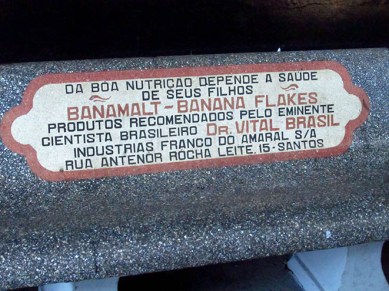 DA BÔA NUTRIÇÃO DEPENDE A SAÚDE
DE SEUS FILHOS
BANAMALT - BANANA FLAKES
PRODUTOS RECOMENDADOS PELO EMINENTE
CIENTISTA BRASILEIRO DR. VITAL BRASIL
INDUSTRIAS FRANCO DO AMARAL S/A
RUA ANTENOR ROCHA LEITE, 15 - SANTOS